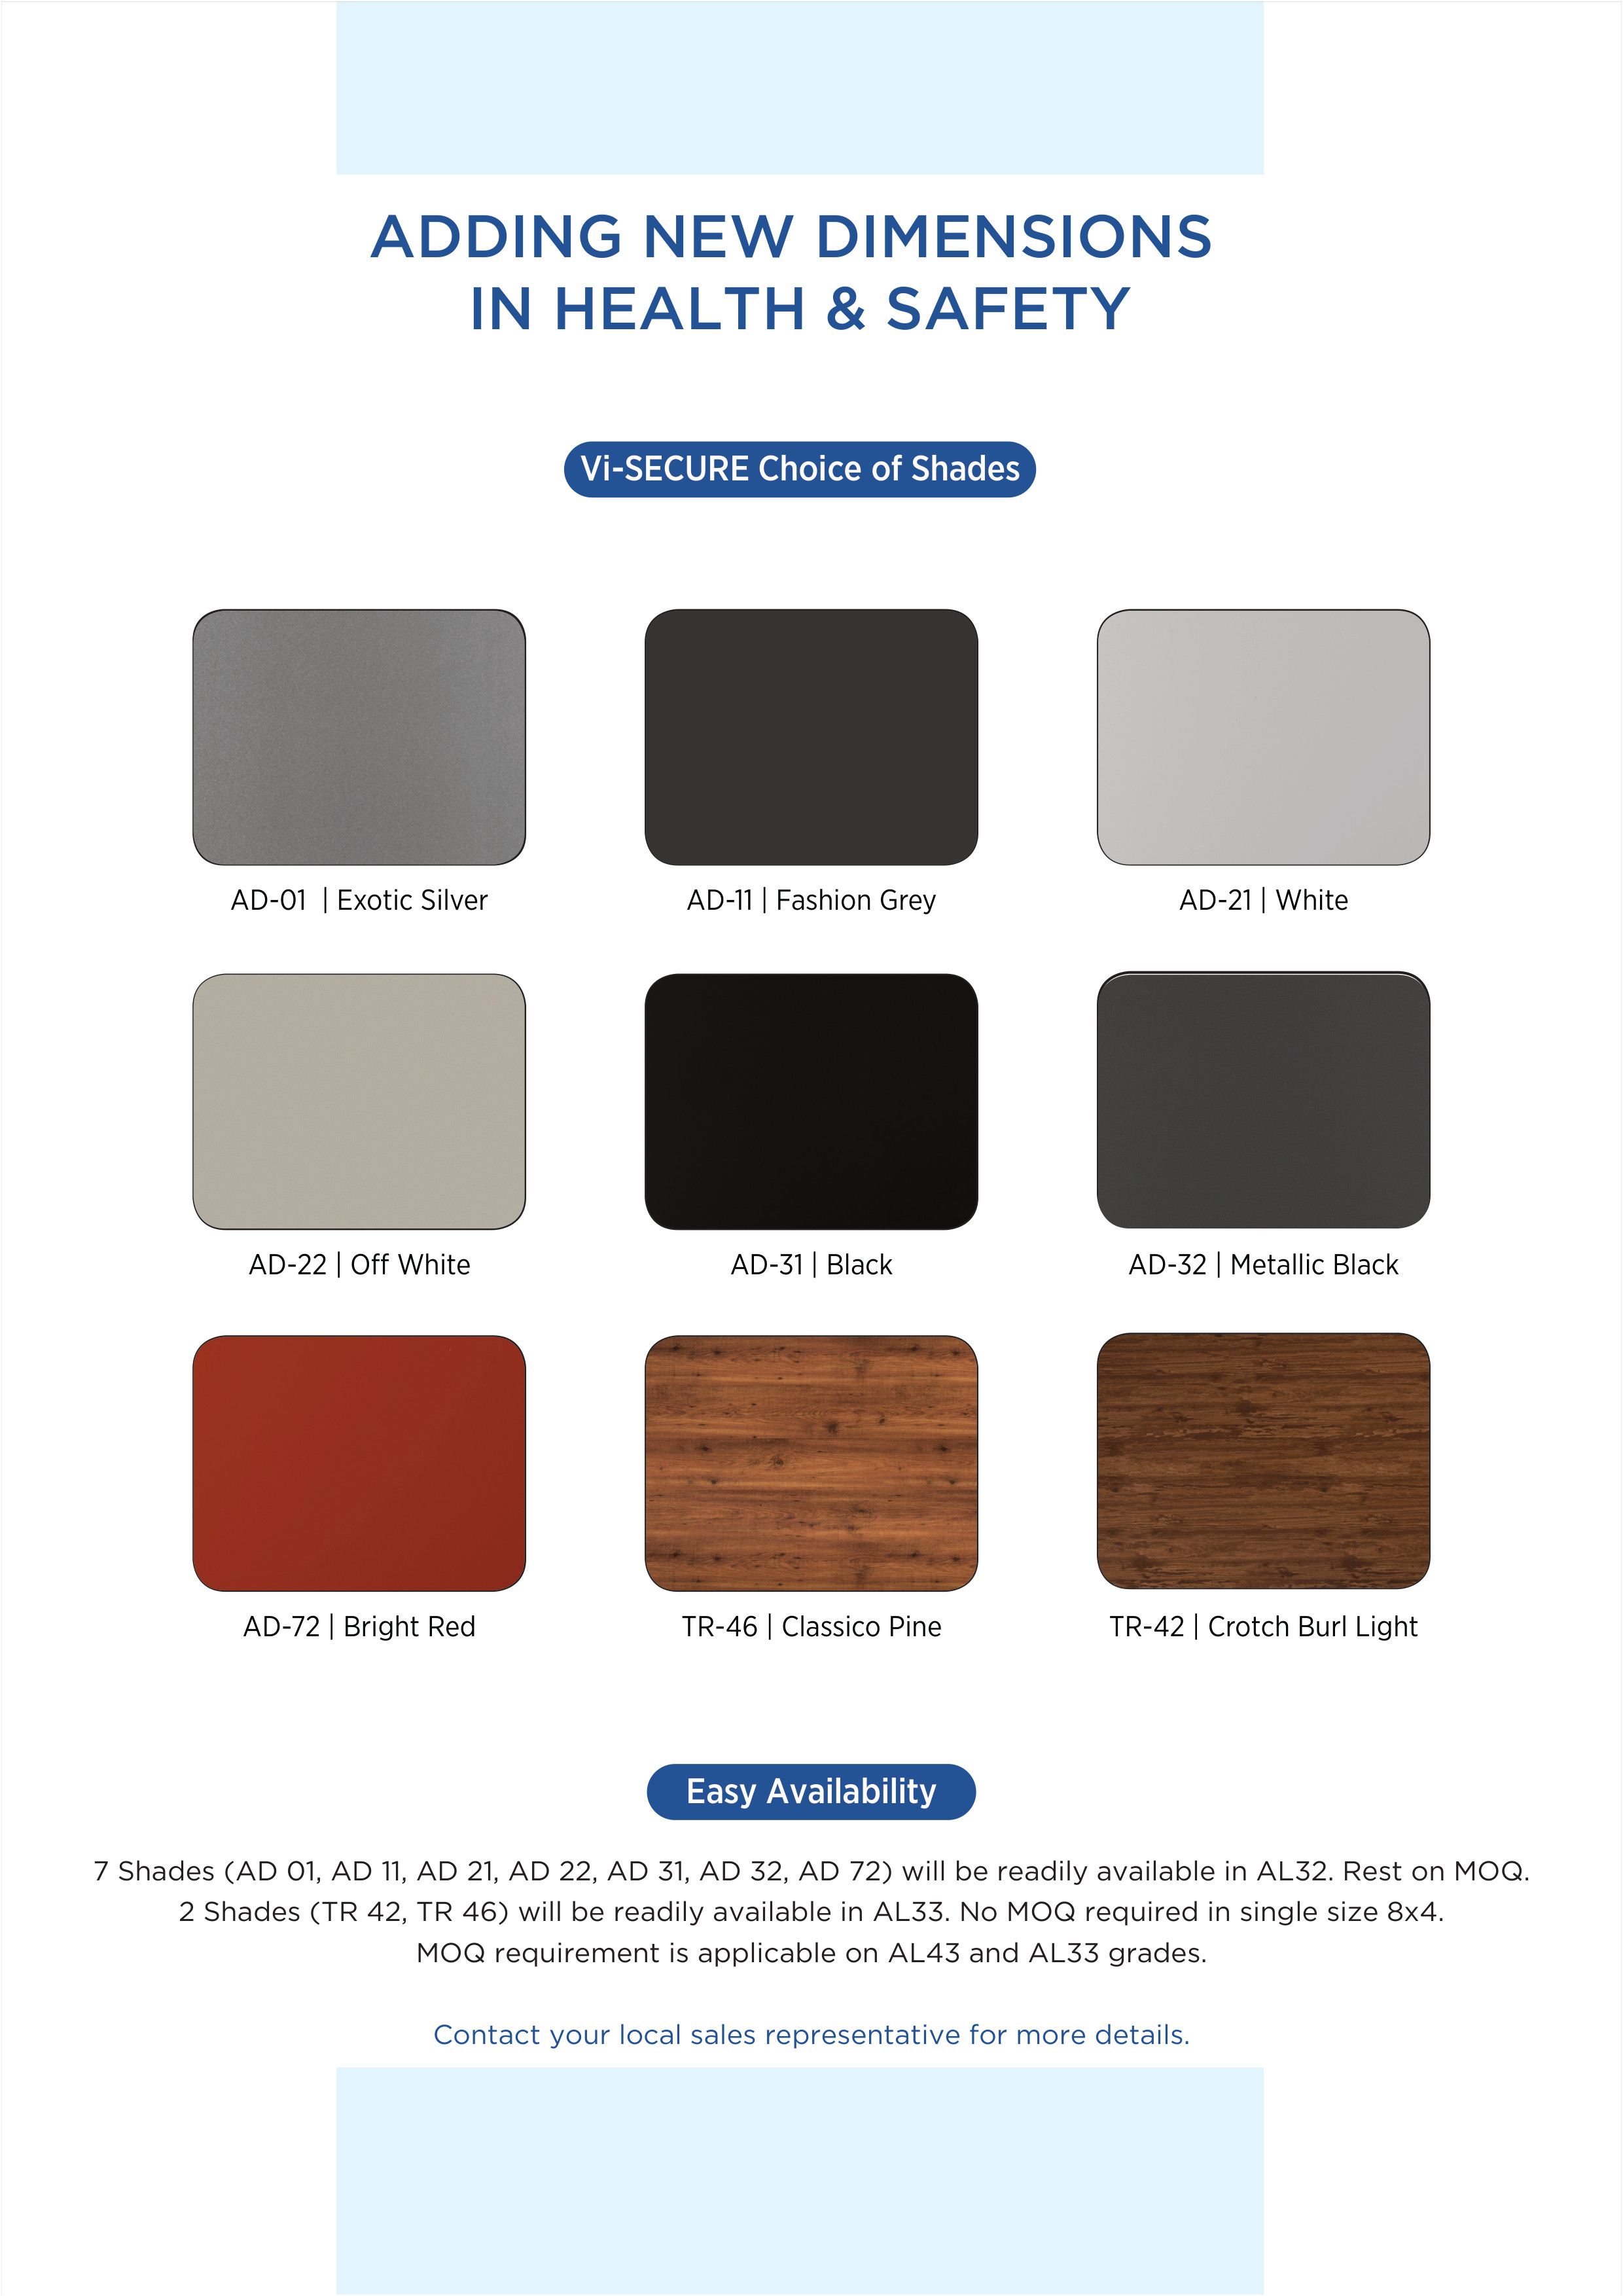 ADDING NEW DIMENSIONS
IN HEALTH & SAFETY
Vi-SECURE Choice of Shades
AD-01 | Exotic Silver
AD-11 | Fashion Grey
AD-21 | White
AD-22 | Off White
AD-31 | Black
AD-32 | Metallic Black
AD-72 | Bright Red
TR-46 | Classico Pine
TR-42 | Crotch Burl Light
Easy Availability
7 Shades (AD 01, AD 11, AD 21, AD 22, AD 31, AD 32, AD 72) will be readily available in AL32. Rest on MOQ.
2 Shades (TR 42, TR 46) will be readily available in AL33. No MOQ required in single size 8x4.
MOQ requirement is applicable on AL43 and AL33 grades.
Contact your local sales representative for more details.